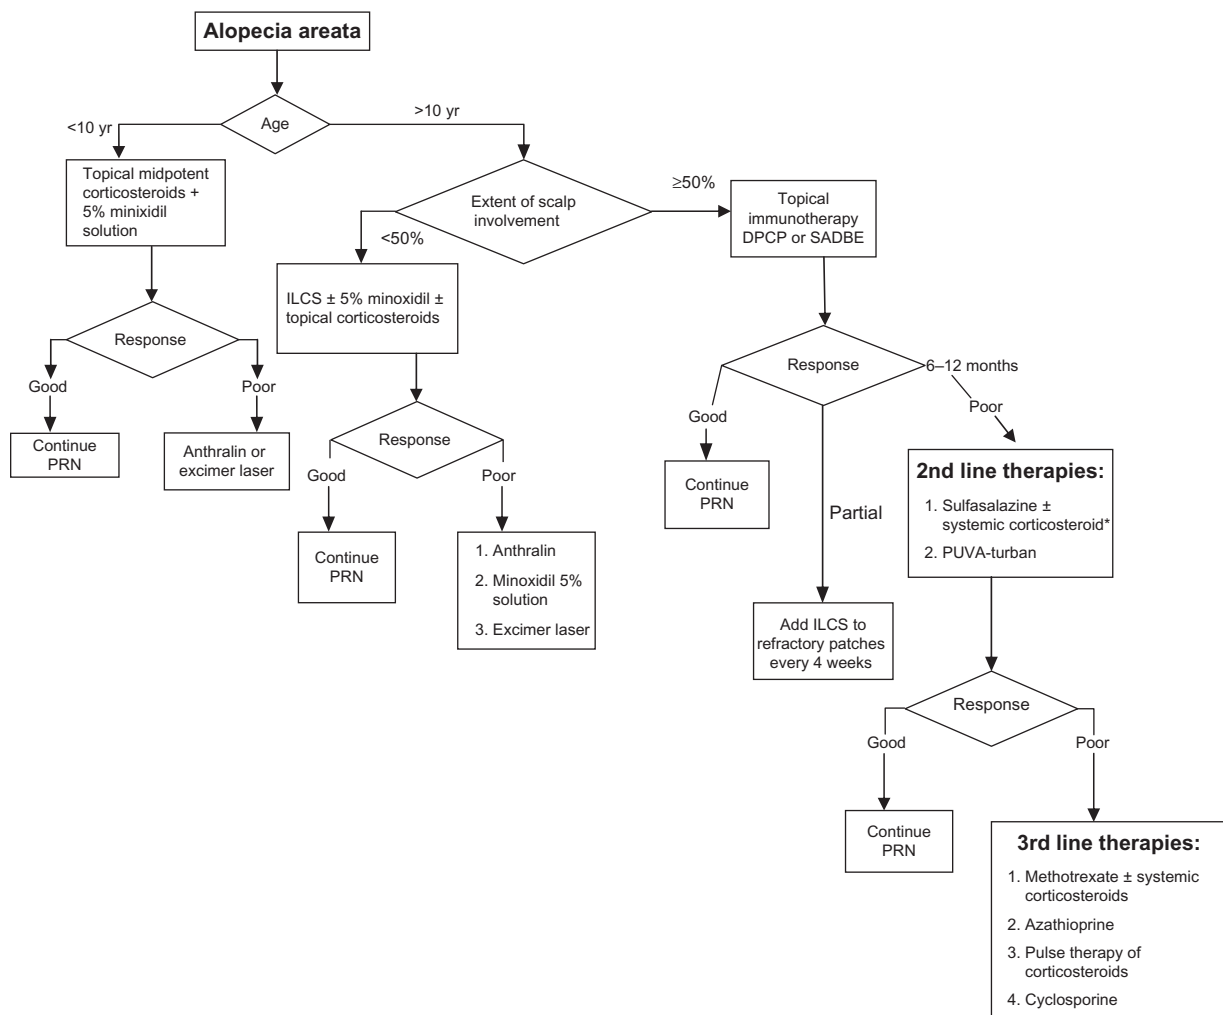 Alopecia areata
Age
<10 yr
>10 yr
Topical midpotent
corticosteroids +
5% minixidil
solution
Response
Good
Poor
Continue
PRN
Anthralin or
excimer laser
Extent of scalp
involvement
<50%
≥50%
ILCS ± 5% minoxidil ±
topical corticosteroids
Response
Good
Poor
Continue
PRN
1. Anthralin
2. Minoxidil 5%
solution
3. Excimer laser
Topical
immunotherapy
DPCP or SADBE
Response
6–12 months
Good
Poor
Partial
Continue
PRN
Add ILCS to
refractory patches
every 4 weeks
2nd line therapies:
1. Sulfasalazine ±
systemic corticosteroid*
2. PUVA-turban
Response
Good
Poor
Continue
PRN
3rd line therapies:
1. Methotrexate ± systemic
corticosteroids
2. Azathioprine
3. Pulse therapy of
corticosteroids
4. Cyclosporine